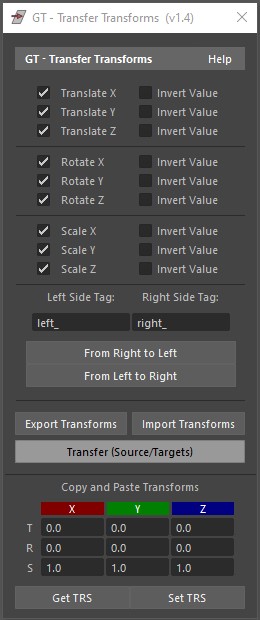 GT - Transfer Transforms (v1.4)
GT - Transfer Transforms Help
Translate X Invert Value
Translate Y Invert Value
Translate Z Invert Value
Rotate X Invert Value
Rotate Y Invert Value
Rotate Z Invert Value
Scale X Invert Value
Scale Y Invert Value
Scale Z Invert Value
Left Side Tag: Right Side Tag:
left_ right_
From Right to Left
From Left to Right
Export Transforms Import Transforms
Transfer (Source/Targets)
Copy and Paste Transforms
X Y Z
T 0.0 0.0 0.0
R 0.0 0.0 0.0
S 1.0 1.0 1.0
Get TRS Set TRS